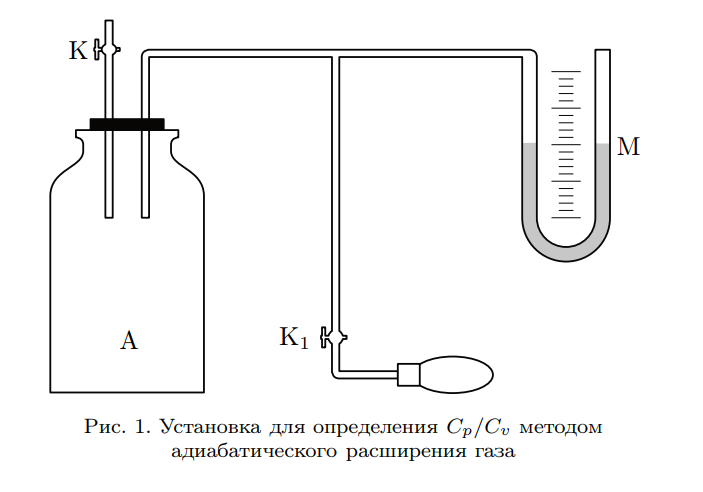 K
M
K₁
A
Рис. 1. Установка для определения Cₚ/Cᵥ методом
адиабатического расширения газа